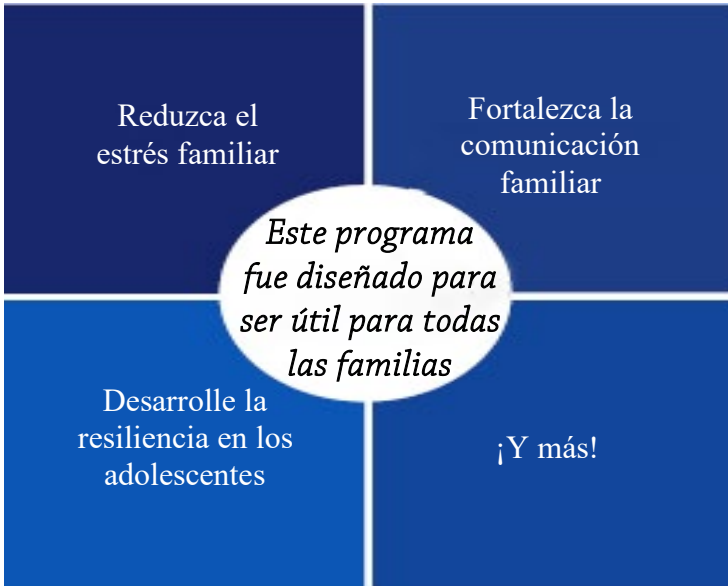 Reduzca el
estrés familiar
Fortalezca la
comunicación
familiar
Este programa
fue diseñado para
ser útil para todas
las familias
Desarrolle la
resiliencia en los
adolescentes
¡Y más!